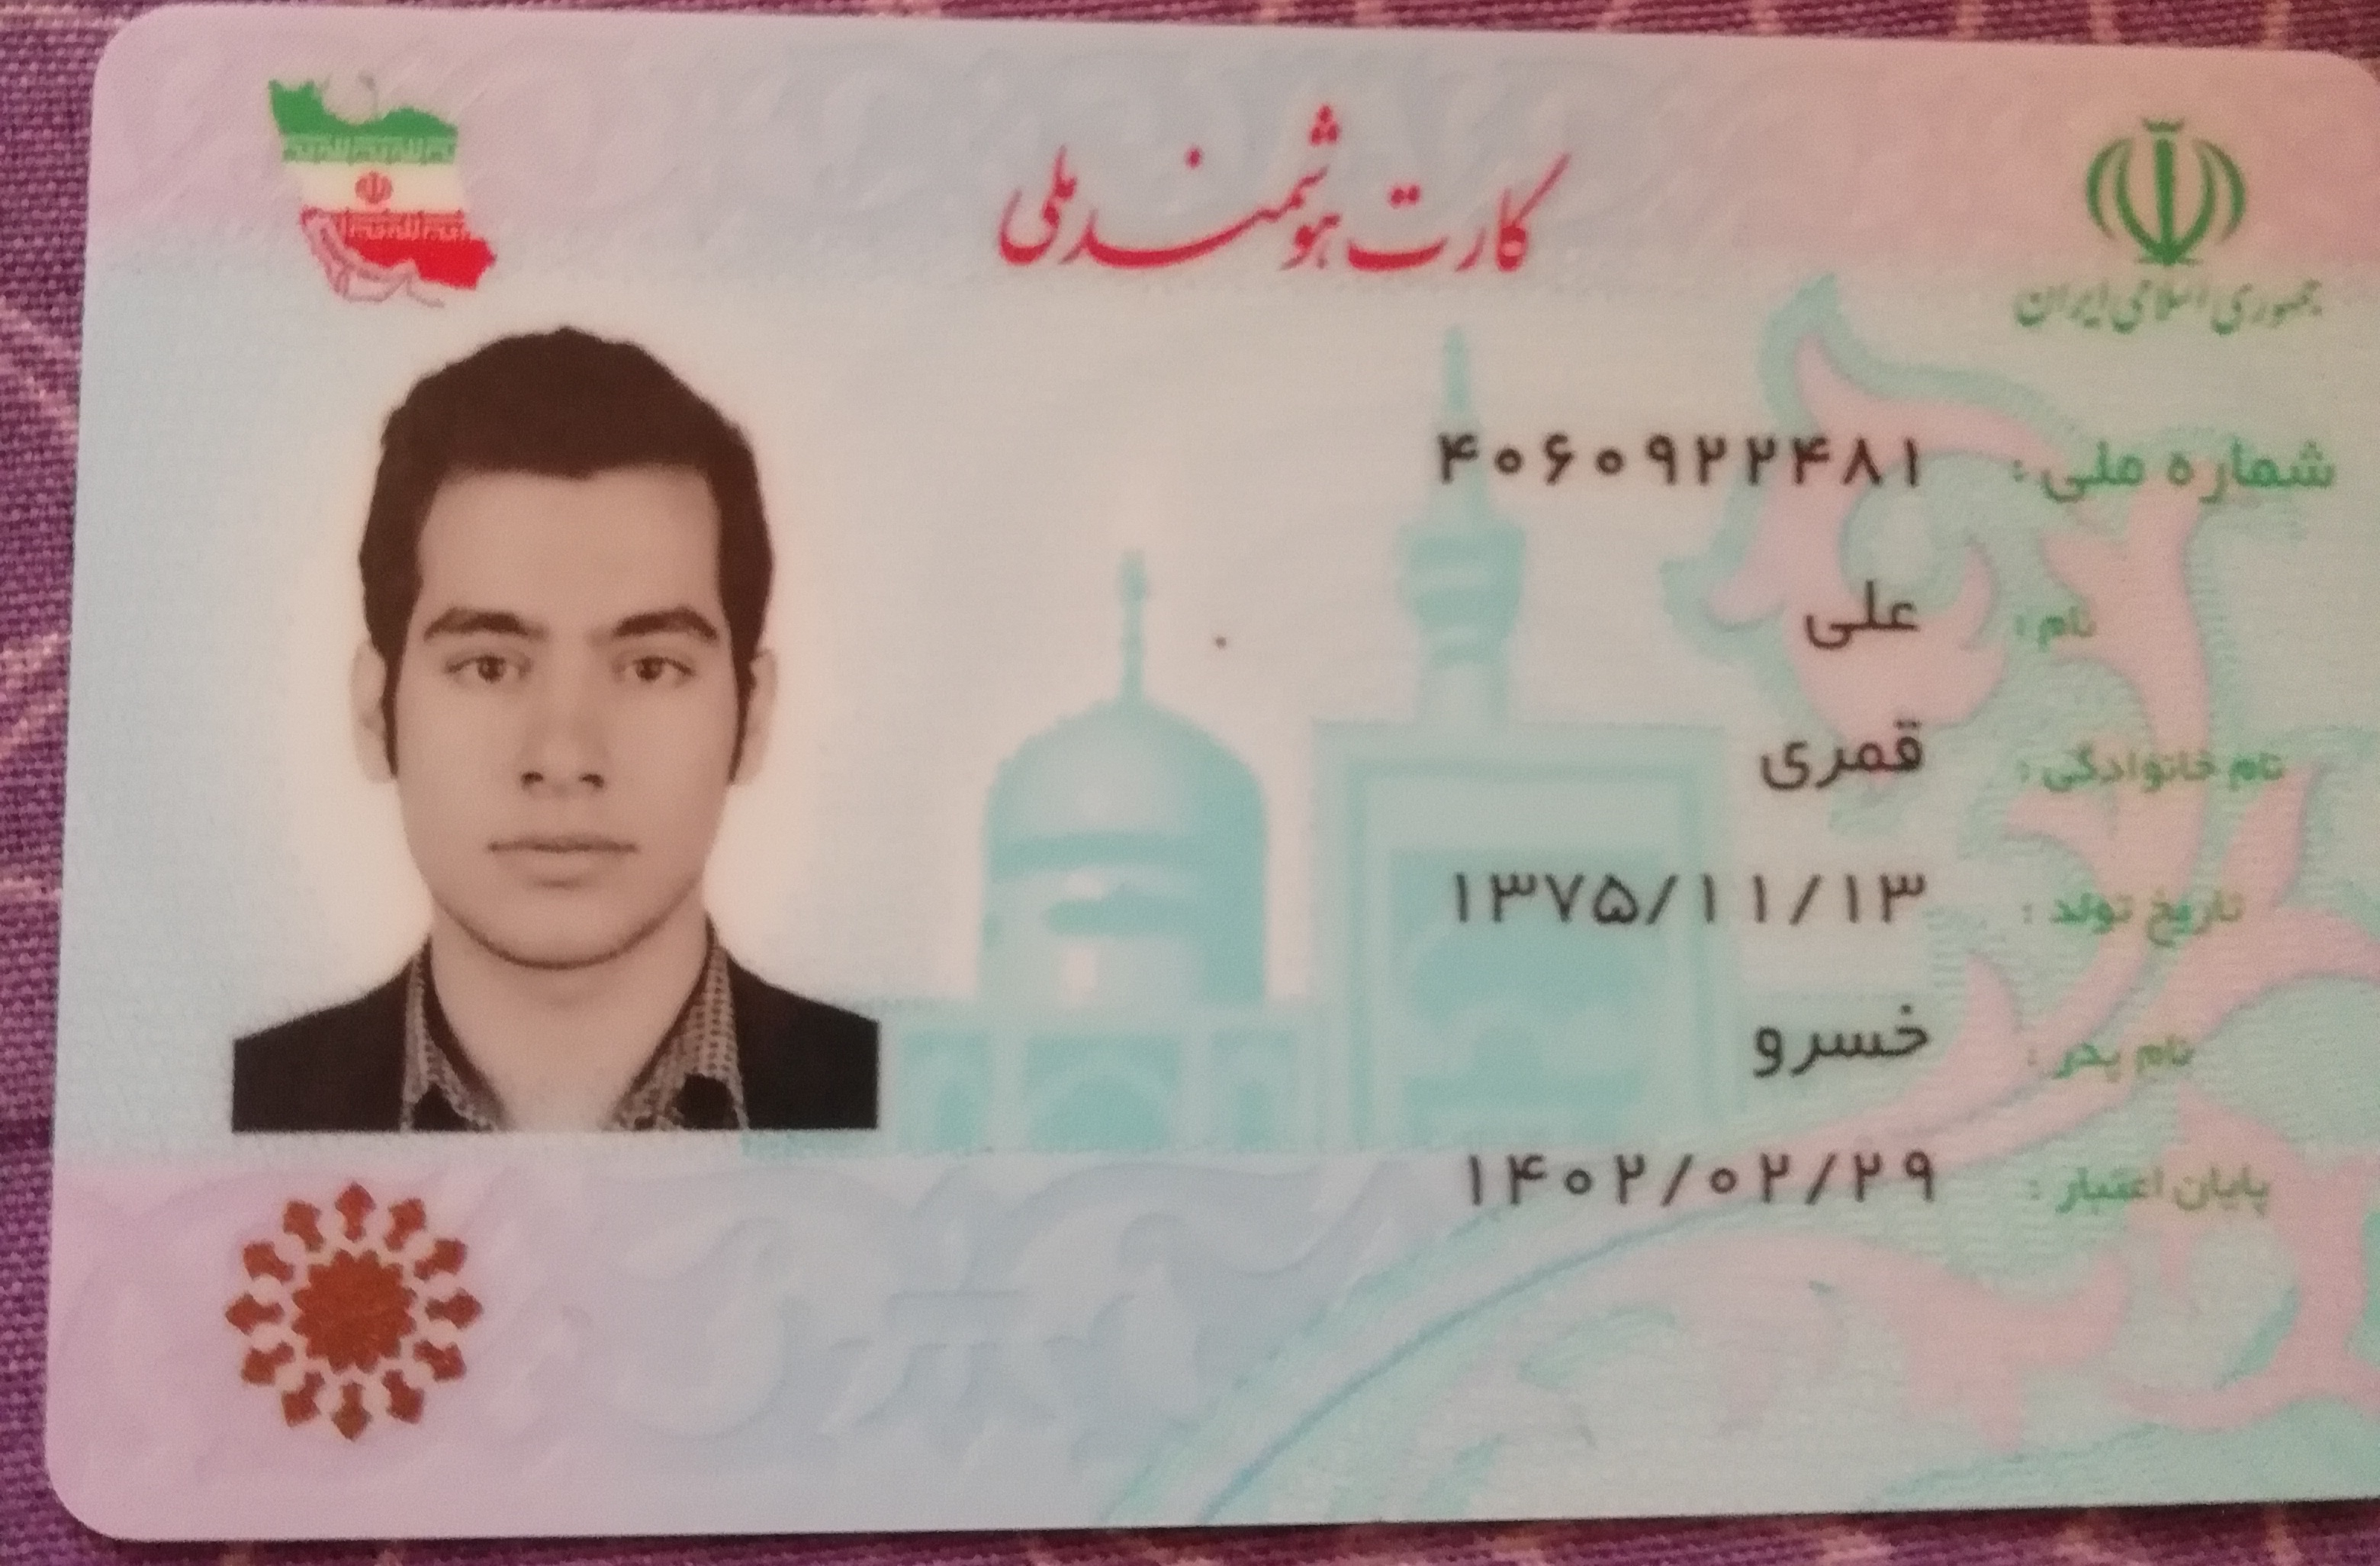 کارت هوشمند ملی
جمهوری اسلامی ایران
شماره ملی: ۴۰۶۰۹۲۲۴۸۱
نام: علی
نام خانوادگی: قمری
تاریخ تولد: ۱۳۷۵/۱۱/۱۳
نام پدر: خسرو
پایان اعتبار: ۱۴۰۲/۰۲/۲۹